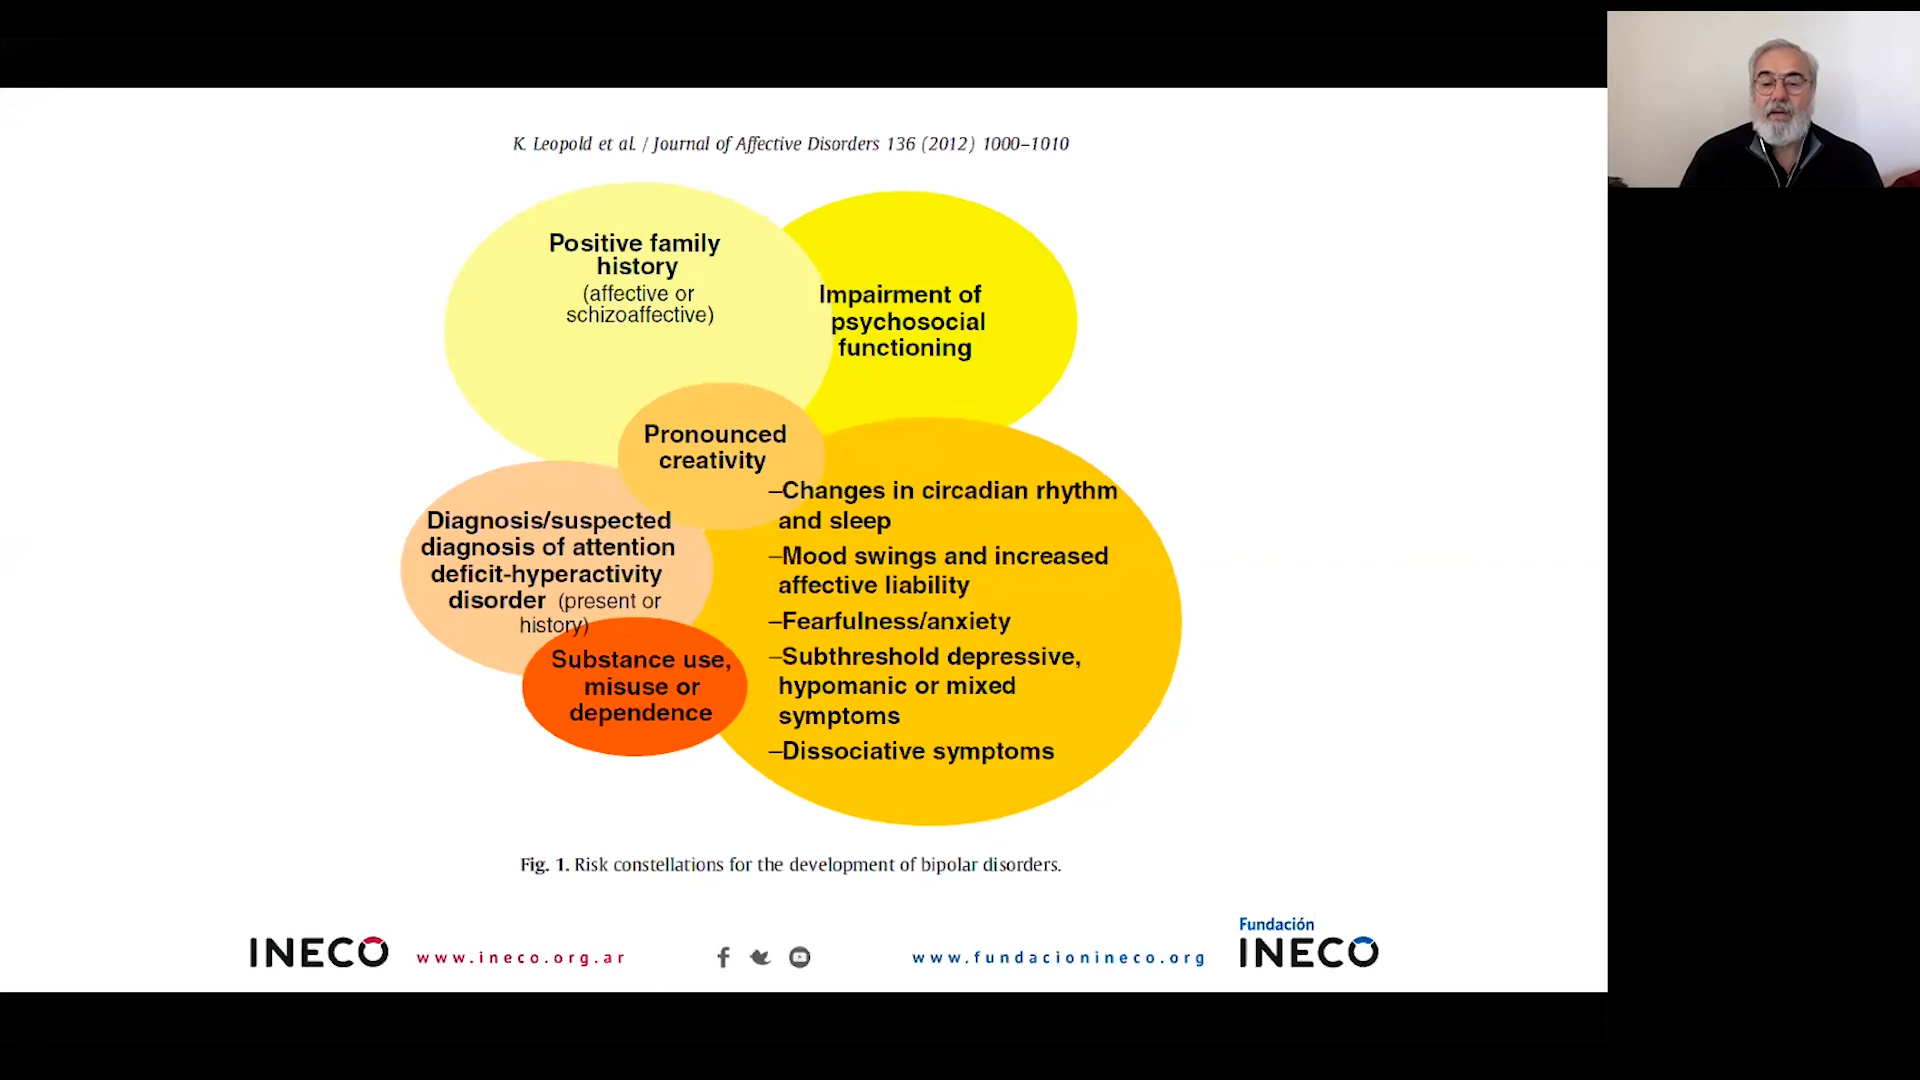 K. Leopold et al. / Journal of Affective Disorders 136 (2012) 1000–1010
Positive family
history
(affective or
schizoaffective)
Impairment of
psychosocial
functioning
Pronounced
creativity
Diagnosis/suspected
diagnosis of attention
deficit-hyperactivity
disorder (present or
history)
Substance use,
misuse or
dependence
–Changes in circadian rhythm
and sleep
–Mood swings and increased
affective liability
–Fearfulness/anxiety
–Subthreshold depressive,
hypomanic or mixed
symptoms
–Dissociative symptoms
Fig. 1. Risk constellations for the development of bipolar disorders.
INECO
www.ineco.org.ar
www.fundacionineco.org
Fundación
INECO